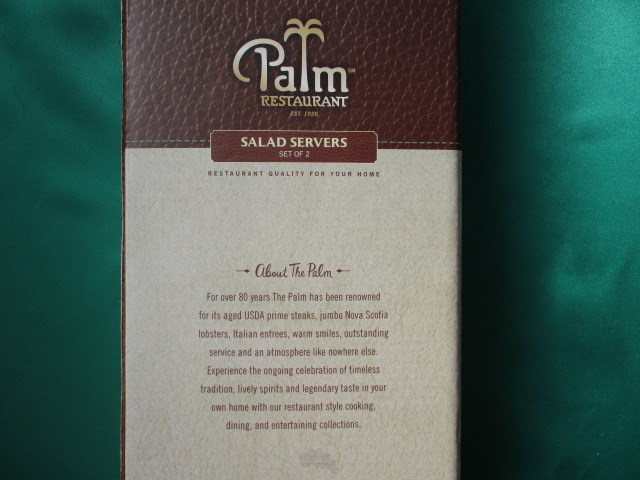 Palm SM
RESTAURANT
EST. 1926.
SALAD SERVERS
SET OF 2
RESTAURANT QUALITY FOR YOUR HOME
About The Palm
For over 80 years The Palm has been renowned
for its aged USDA prime steaks, jumbo Nova Scotia
lobsters, Italian entrees, warm smiles, outstanding
service and an atmosphere like nowhere else.
Experience the ongoing celebration of timeless
tradition, lively spirits and legendary taste in your
own home with our restaurant style cooking,
dining, and entertaining collections.